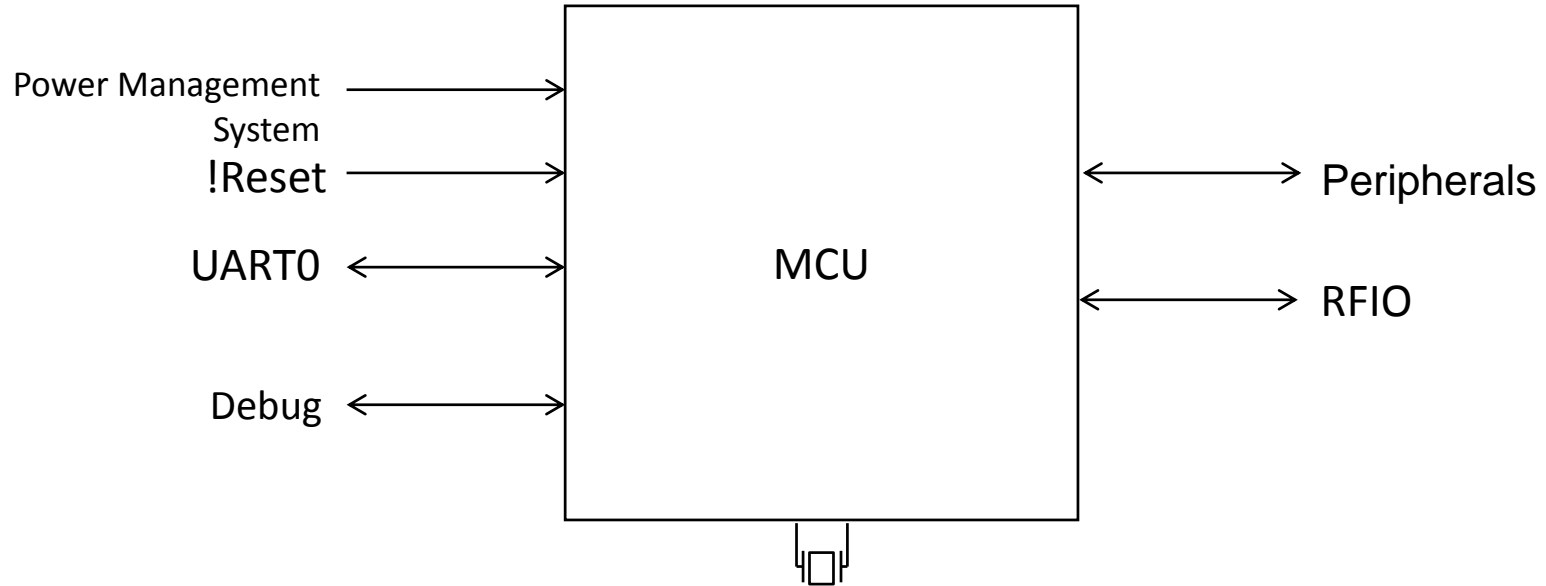 Power Management
System
!Reset
UART0
Debug
MCU
Peripherals
RFIO